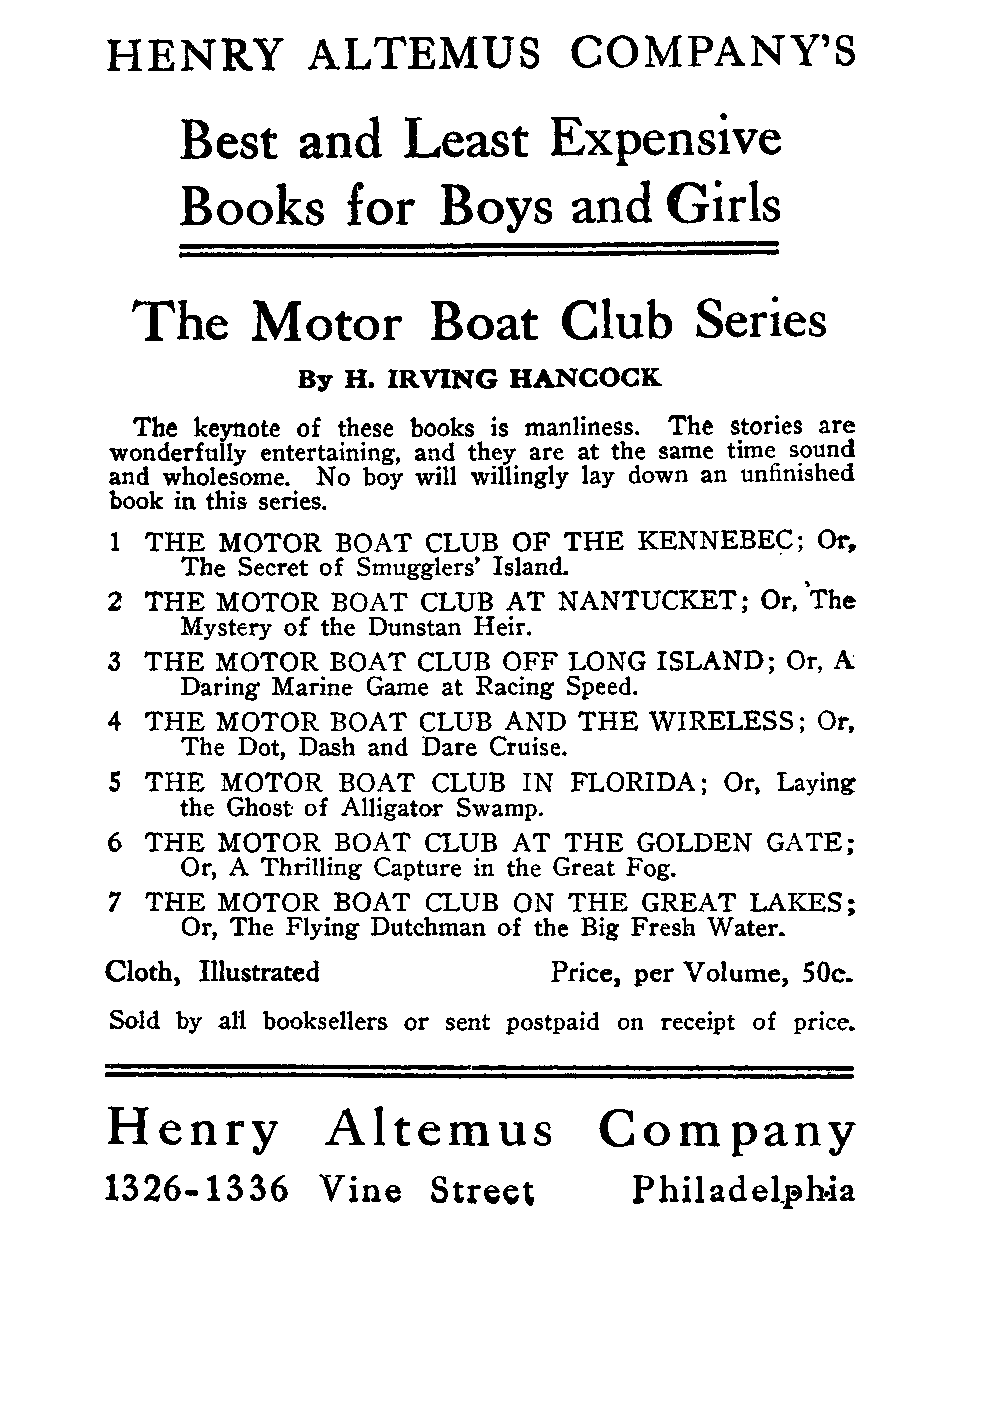 HENRY ALTEMUS COMPANY'S
Best and Least Expensive
Books for Boys and Girls
The Motor Boat Club Series
By H. IRVING HANCOCK
The keynote of these books is manliness. The stories are
wonderfully entertaining, and they are at the same time sound
and wholesome. No boy will willingly lay down an unfinished
book in this series.
1 THE MOTOR BOAT CLUB OF THE KENNEBEC; Or,
The Secret of Smugglers' Island.
2 THE MOTOR BOAT CLUB AT NANTUCKET; Or, The
Mystery of the Dunstan Heir.
3 THE MOTOR BOAT CLUB OFF LONG ISLAND; Or, A
Daring Marine Game at Racing Speed.
4 THE MOTOR BOAT CLUB AND THE WIRELESS; Or,
The Dot, Dash and Dare Cruise.
5 THE MOTOR BOAT CLUB IN FLORIDA; Or, Laying
the Ghost of Alligator Swamp.
6 THE MOTOR BOAT CLUB AT THE GOLDEN GATE;
Or, A Thrilling Capture in the Great Fog.
7 THE MOTOR BOAT CLUB ON THE GREAT LAKES;
Or, The Flying Dutchman of the Big Fresh Water.
Cloth, Illustrated Price, per Volume, 50c.
Sold by all booksellers or sent postpaid on receipt of price.
Henry Altemus Company
1326-1336 Vine Street Philadelphia